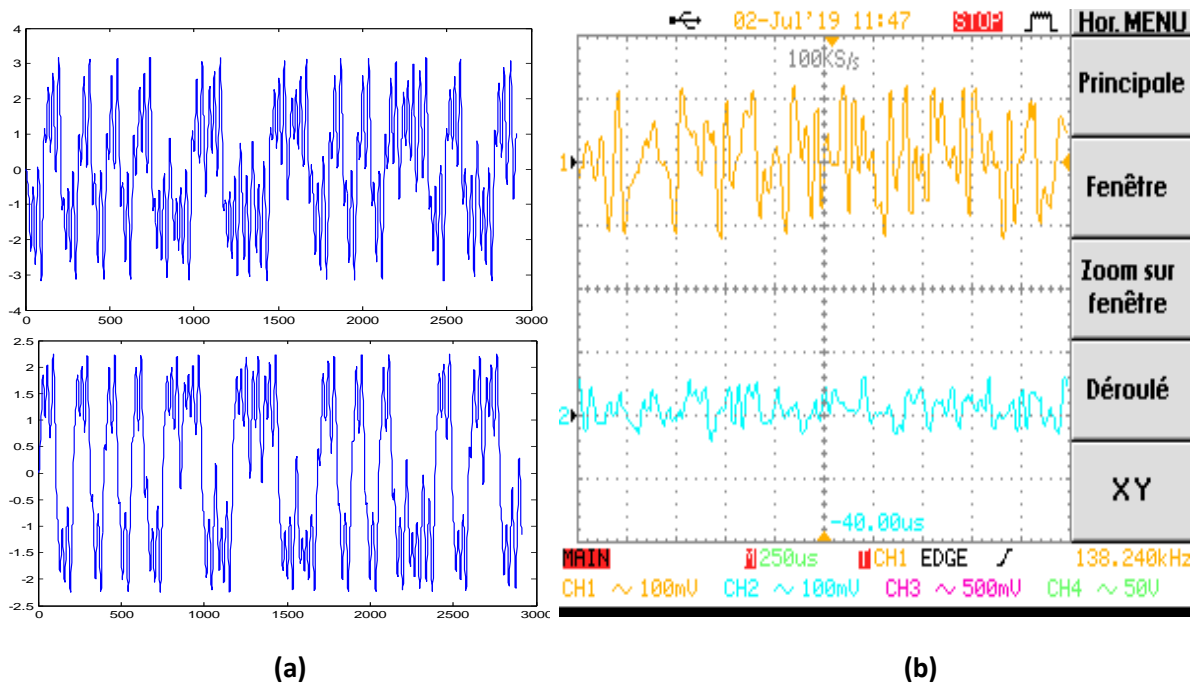 4
3
2
1
0
-1
-2
-3
-4
0 500 1000 1500 2000 2500 3000
2.5
2
1.5
1
0.5
0
-0.5
-1
-1.5
-2
-2.5
0 500 1000 1500 2000 2500 3000
(a)
02-Jul'19 11:47 STOP Hor. MENU
100KS/s
Principale
1
Fenêtre
Zoom sur
fenêtre
Déroulé
2
X Y
-40.00us
MAIN M 250us T CH1 EDGE 138.240kHz
CH1 ~ 100mV CH2 ~ 100mV CH3 ~ 500mV CH4 ~ 50V
(b)